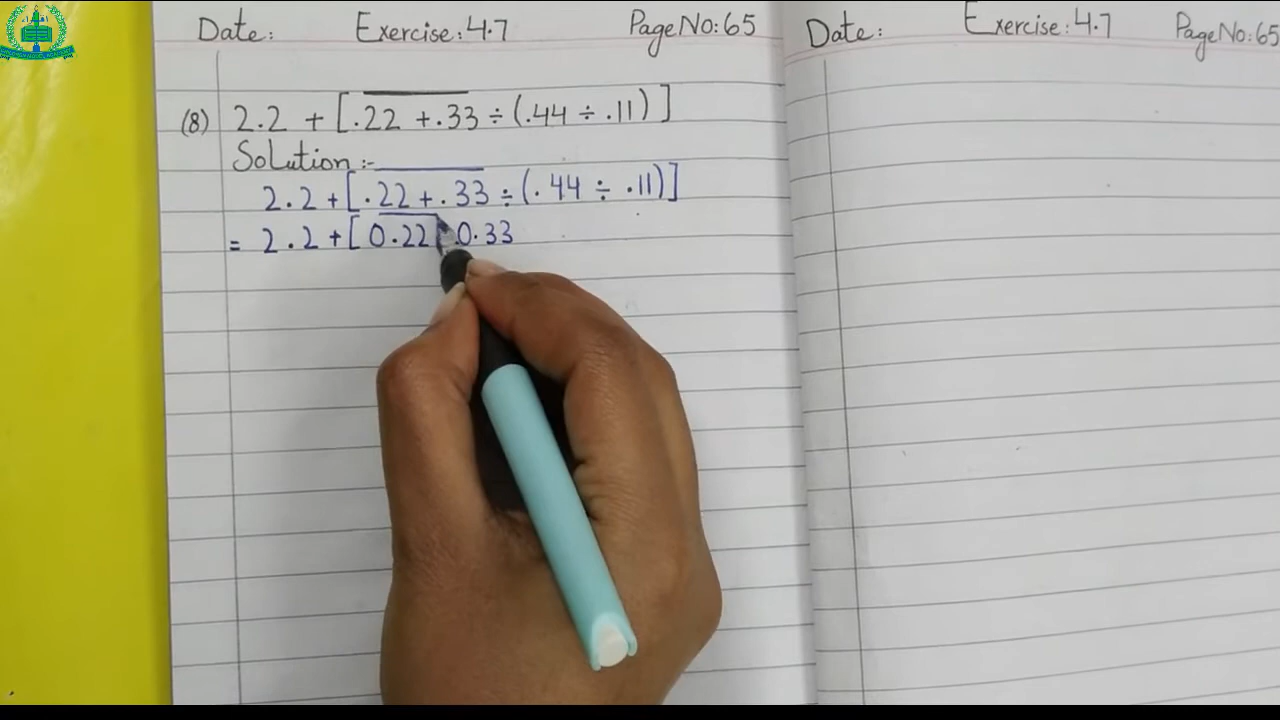 Date: Exercise: 4.7 Page No: 65
(8) 2.2 + [.22 + .33 ÷ (.44 ÷ .11)]
Solution:-
2.2 + [.22 + .33 ÷ (.44 ÷ .11)]
= 2.2 + [0.22 0.33
Date: Exercise: 4.7 Page No: 65